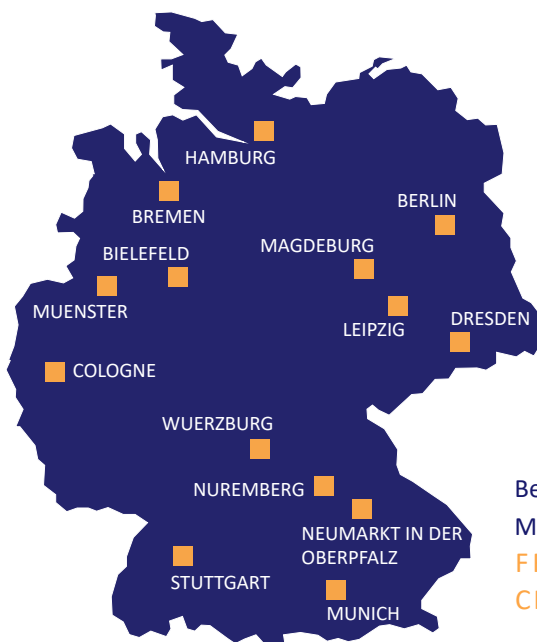 HAMBURG
BREMEN
BERLIN
BIELEFELD
MAGDEBURG
MUENSTER
LEIPZIG
DRESDEN
COLOGNE
WUERZBURG
NUREMBERG
NEUMARKT IN DER
OBERPFALZ
STUTTGART
MUNICH